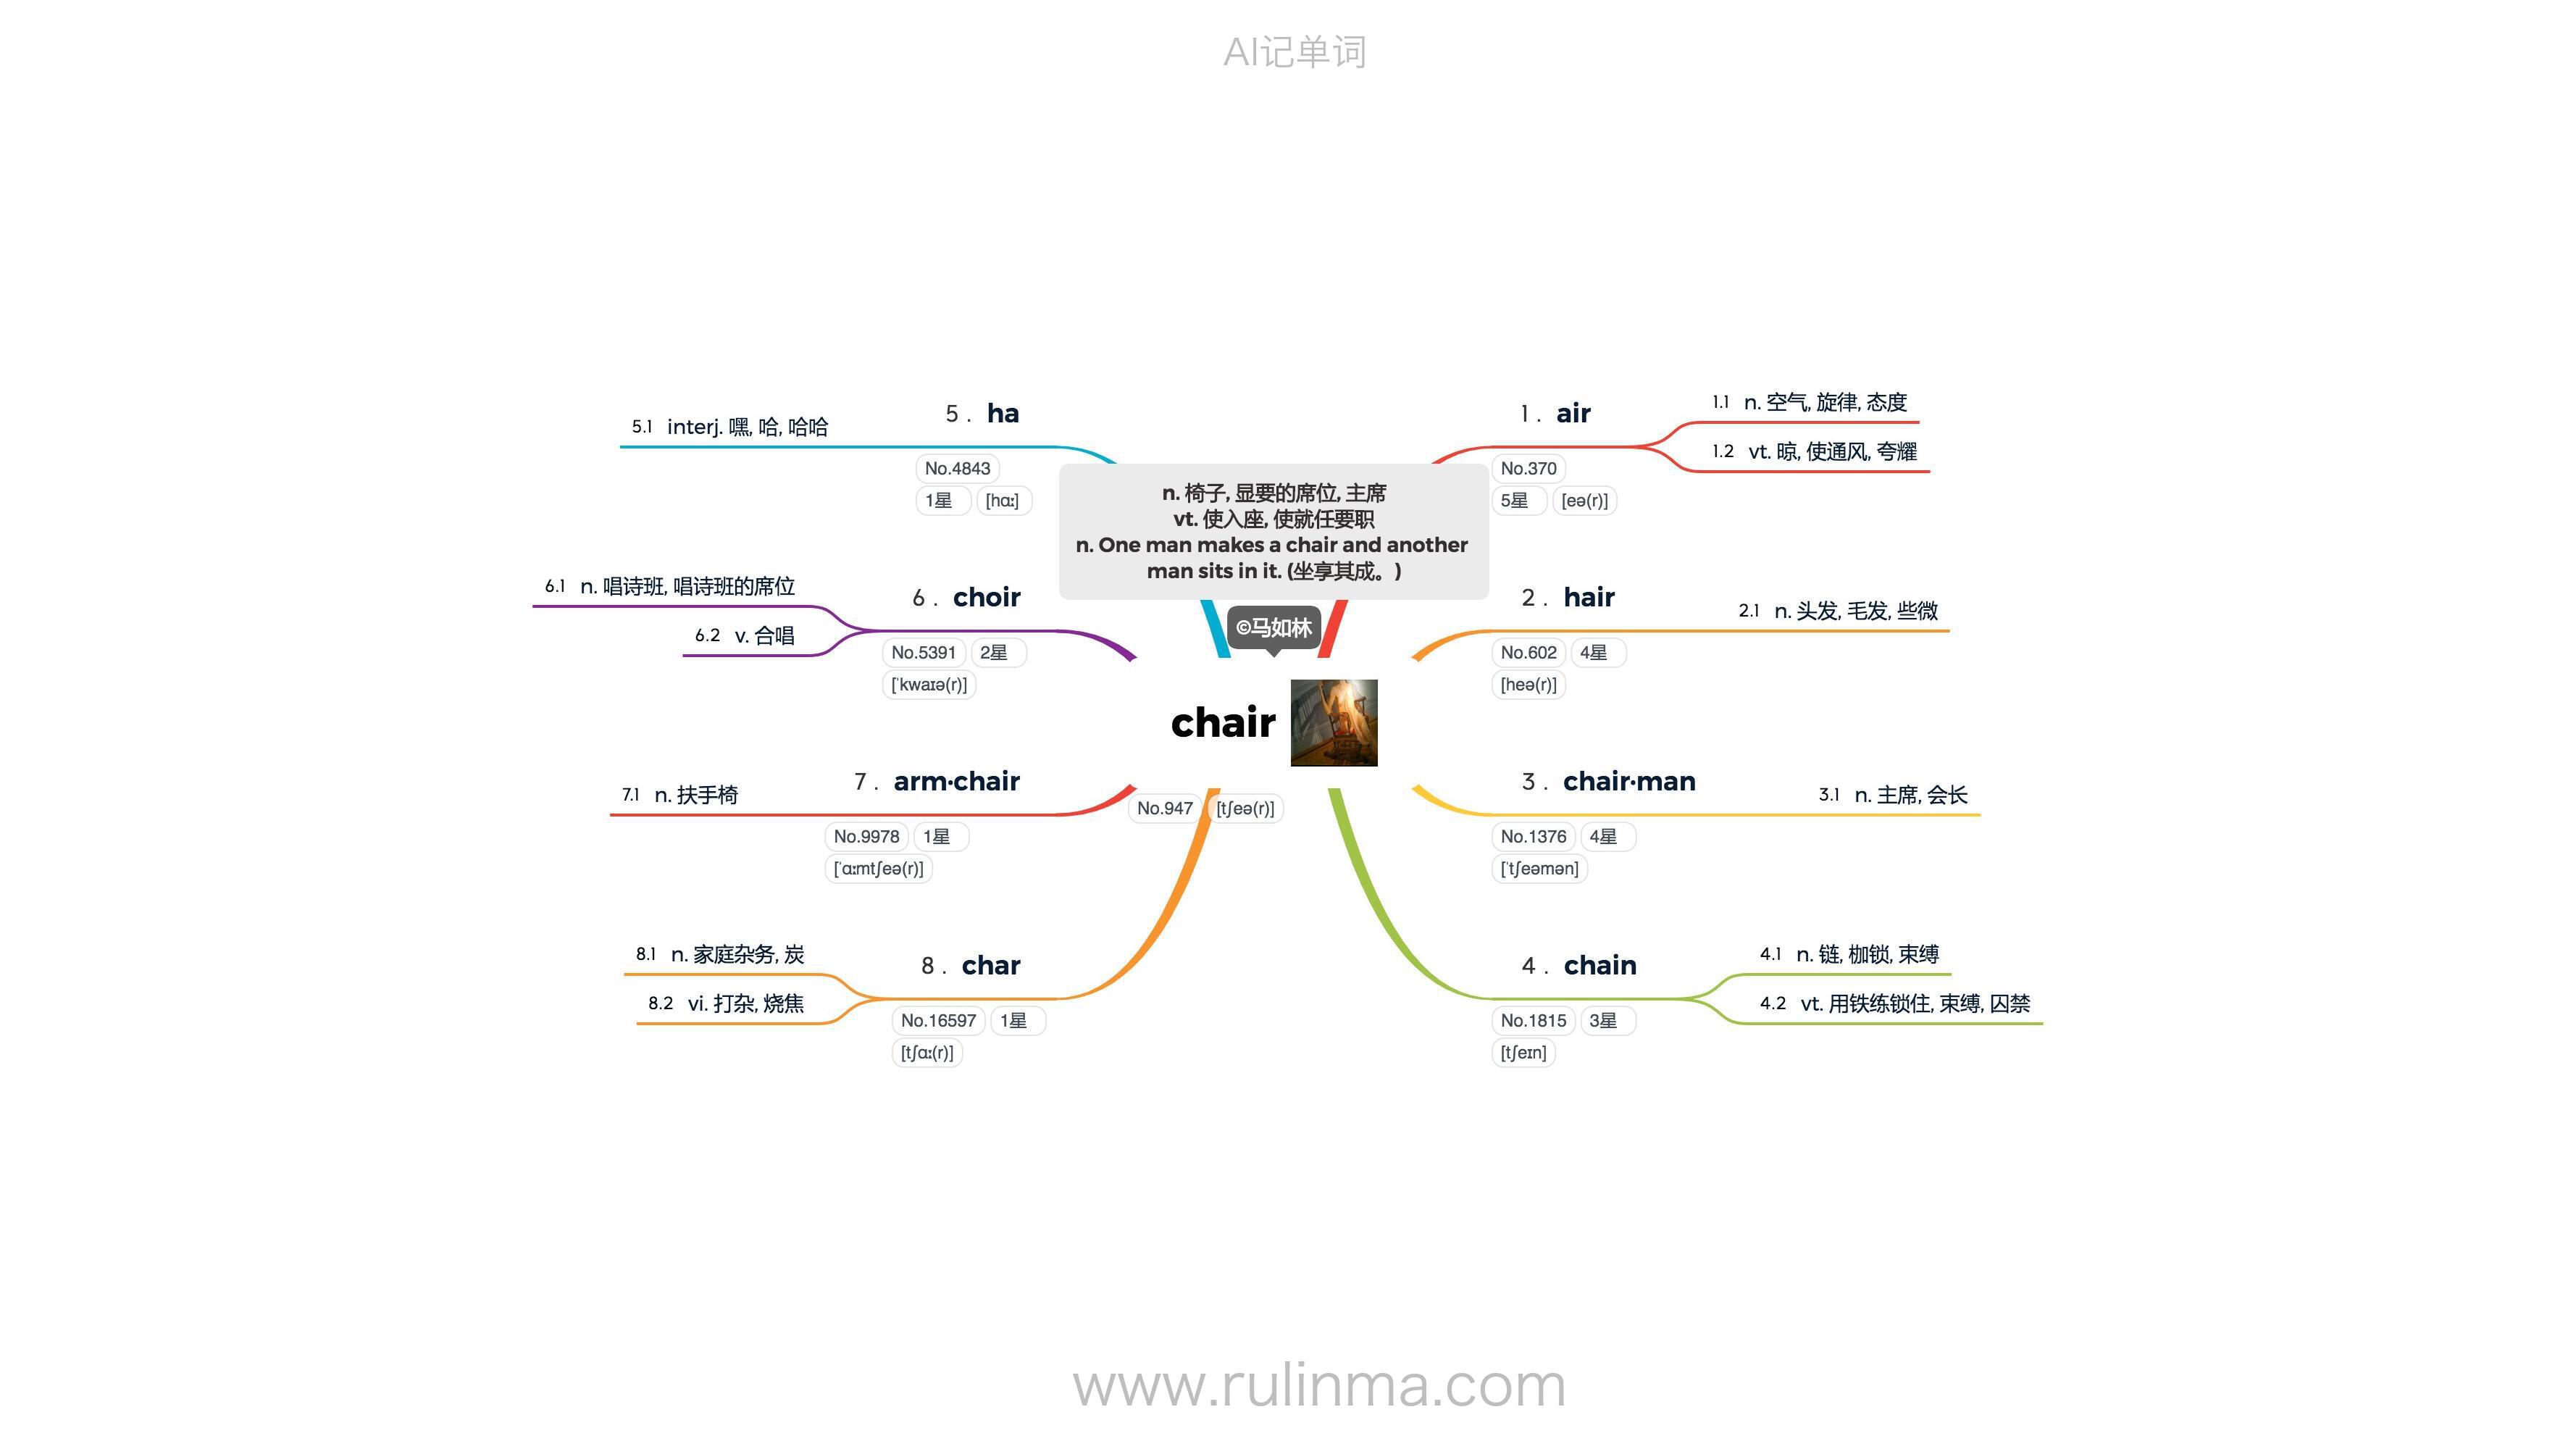 AI记单词
n. 椅子, 显要的席位, 主席
vt. 使入座, 使就任要职
n. One man makes a chair and another
man sits in it. (坐享其成。)
©马如林
chair
No.947 [tʃeə(r)]
1 . air
No.370
5星 [eə(r)]
1.1 n. 空气, 旋律, 态度
1.2 vt. 晾, 使通风, 夸耀
2 . hair
No.602 4星
[heə(r)]
2.1 n. 头发, 毛发, 些微
3 . chair·man
No.1376 4星
[ˈtʃeəmən]
3.1 n. 主席, 会长
4 . chain
No.1815 3星
[tʃeɪn]
4.1 n. 链, 枷锁, 束缚
4.2 vt. 用铁练锁住, 束缚, 囚禁
5 . ha
No.4843
1星 [hɑː]
5.1 interj. 嘿, 哈, 哈哈
6 . choir
No.5391 2星
[ˈkwaɪə(r)]
6.1 n. 唱诗班, 唱诗班的席位
6.2 v. 合唱
7 . arm·chair
No.9978 1星
[ˈɑːmtʃeə(r)]
7.1 n. 扶手椅
8 . char
No.16597 1星
[tʃɑː(r)]
8.1 n. 家庭杂务, 炭
8.2 vi. 打杂, 烧焦
www.rulinma.com